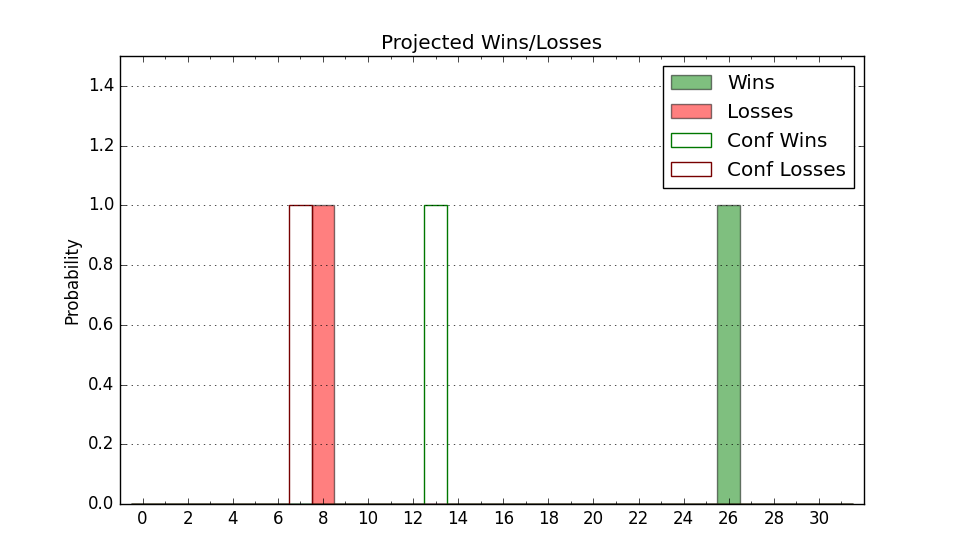 Projected Wins/Losses
Wins
Losses
Conf Wins
Conf Losses
Probability
1.4
1.2
1.0
0.8
0.6
0.4
0.2
0.0
0 2 4 6 8 10 12 14 16 18 20 22 24 26 28 30